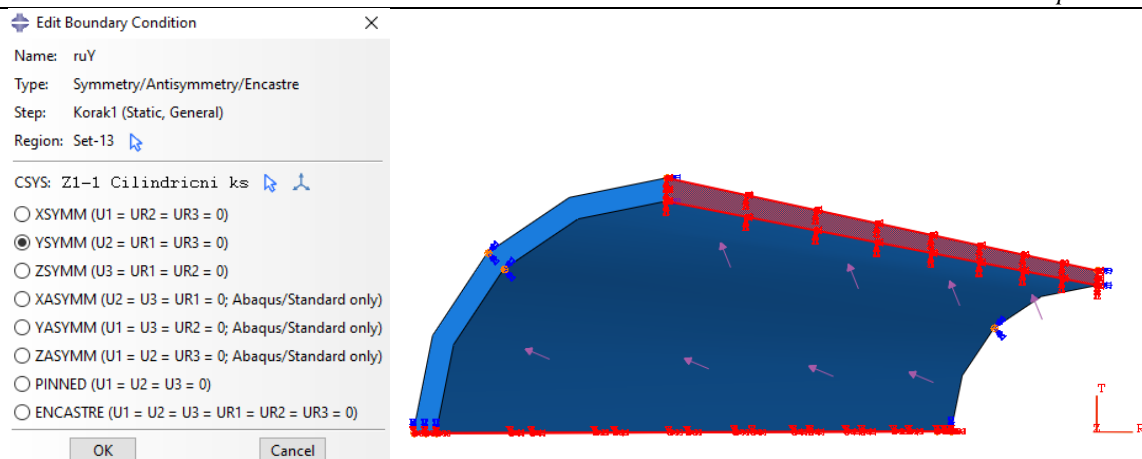 Edit Boundary Condition
Name: ruY
Type: Symmetry/Antisymmetry/Encastre
Step: Korak1 (Static, General)
Region: Set-13
CSYS: Z1-1 Cilindricni ks
XSYMM (U1 = UR2 = UR3 = 0)
YSYMM (U2 = UR1 = UR3 = 0)
ZSYMM (U3 = UR1 = UR2 = 0)
XASYMM (U2 = U3 = UR1 = 0; Abaqus/Standard only)
YASYMM (U1 = U3 = UR2 = 0; Abaqus/Standard only)
ZASYMM (U1 = U2 = UR3 = 0; Abaqus/Standard only)
PINNED (U1 = U2 = U3 = 0)
ENCASTRE (U1 = U2 = U3 = UR1 = UR2 = UR3 = 0)
OK Cancel
T
Z R